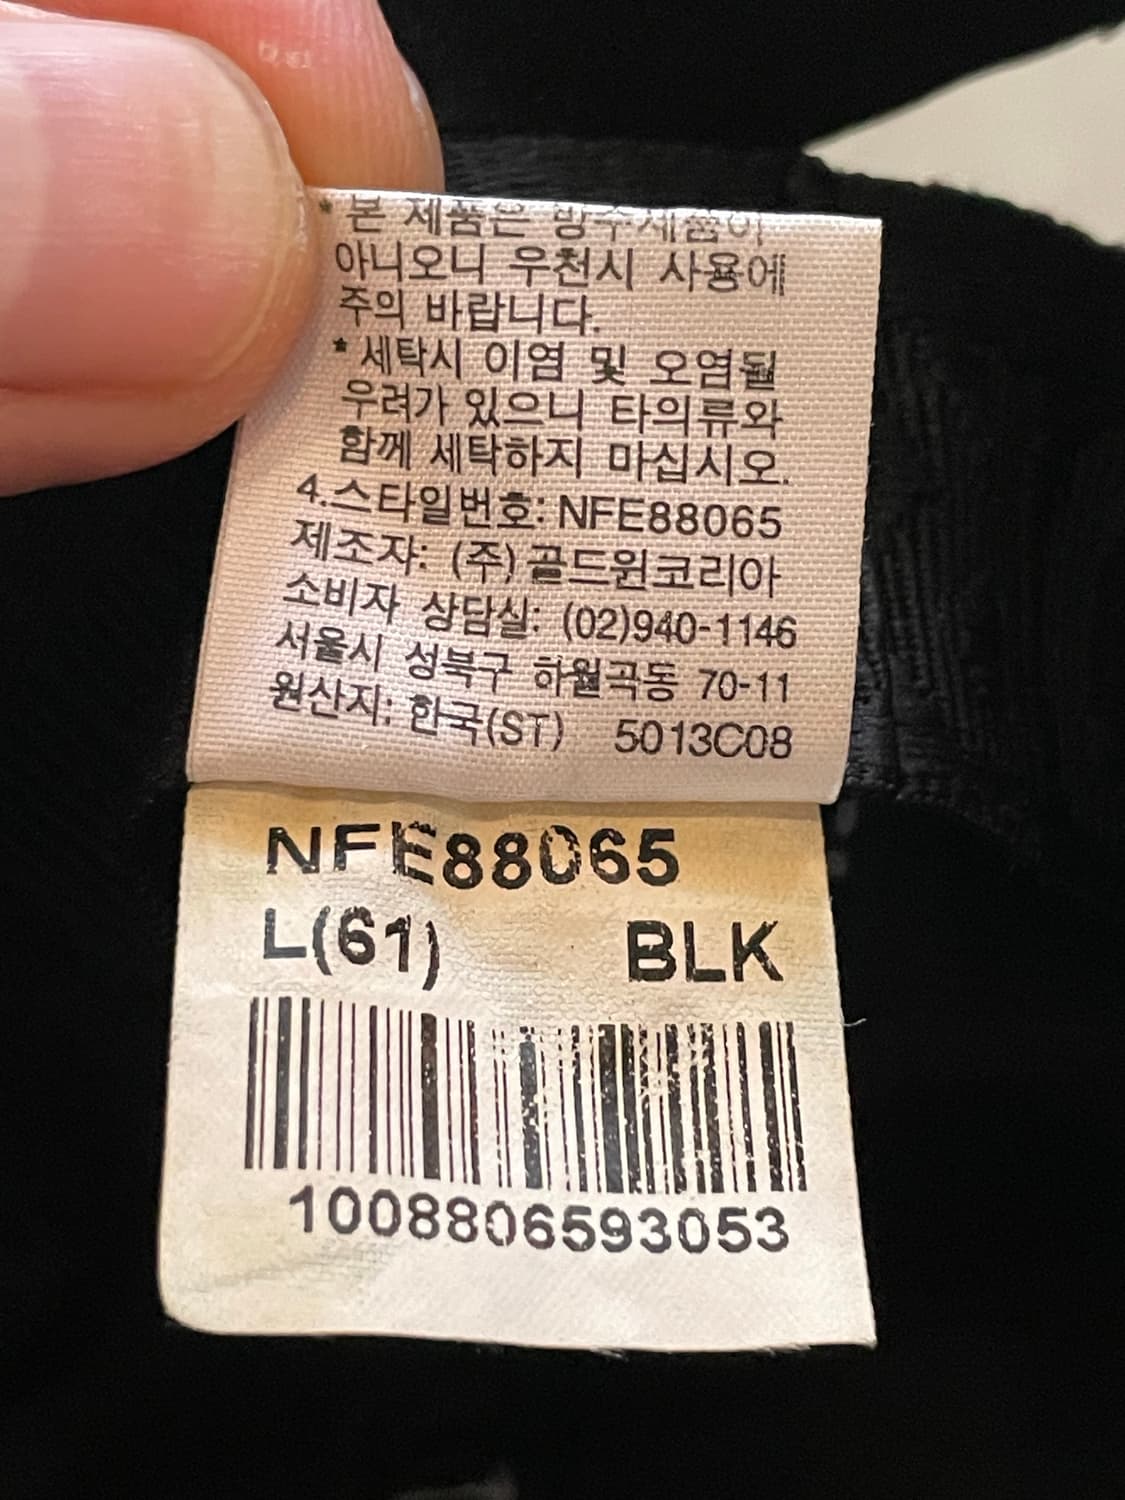 * 본 제품은 방수제품이
아니오니 우천시 사용에
주의 바랍니다.
* 세탁시 이염 및 오염될
우려가 있으니 타의류와
함께 세탁하지 마십시오.
4.스타일번호: NFE88065
제조자: (주)골드윈코리아
소비자 상담실: (02)940-1146
서울시 성북구 하월곡동 70-11
원산지: 한국(ST) 5013C08
NFE88065
L(61) BLK
1008806593053